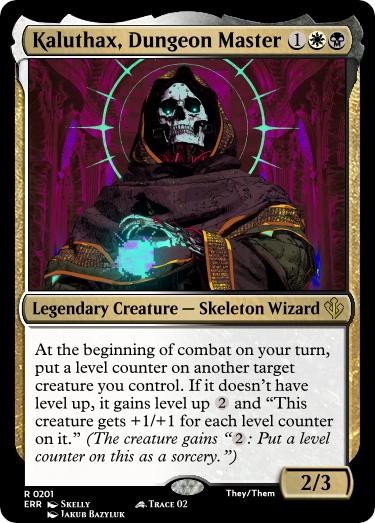 Kaluthax, Dungeon Master 1
Legendary Creature — Skeleton Wizard
At the beginning of combat on your turn,
put a level counter on another target
creature you control. If it doesn't have
level up, it gains level up 2 and “This
creature gets +1/+1 for each level counter
on it.” (The creature gains “2: Put a level
counter on this as a sorcery.”)
2/3
R 0201
They/Them
ERR Skelly Trace 02
Jakub Bazyluk